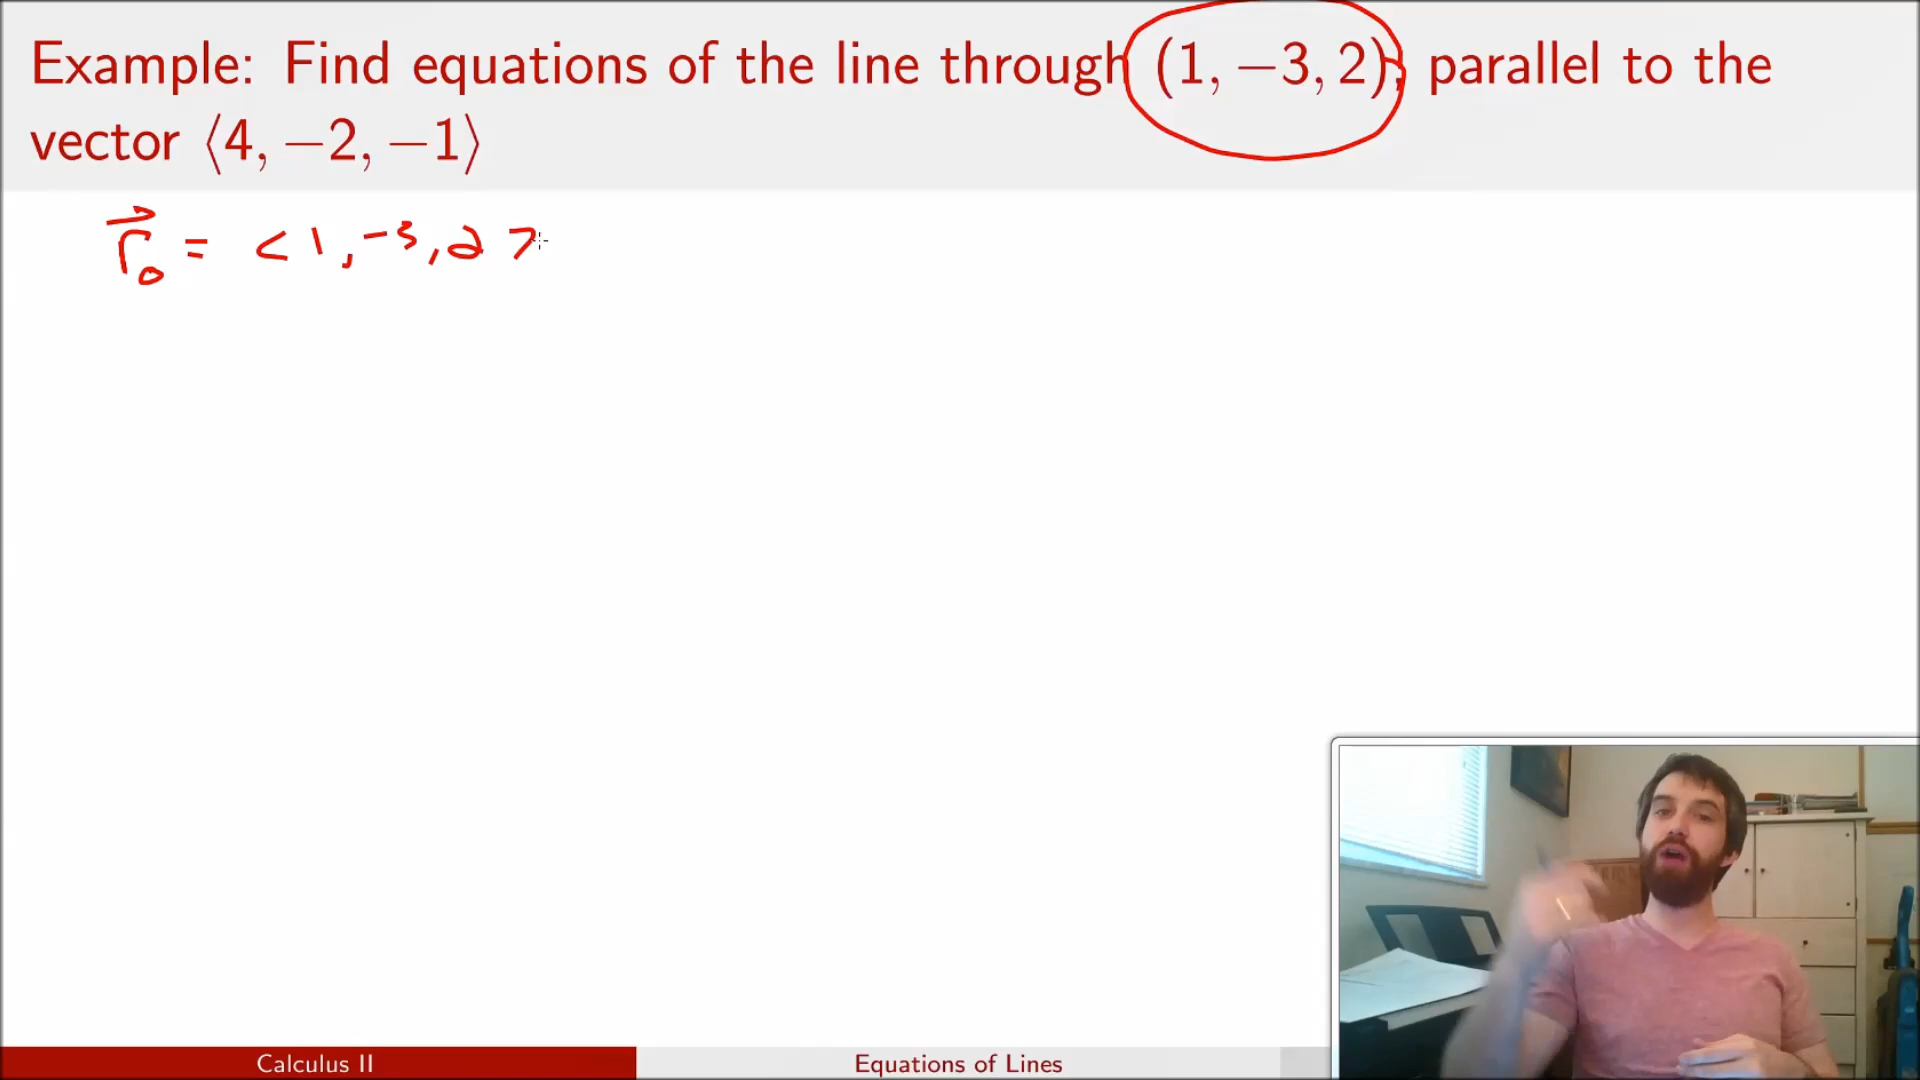 Example: Find equations of the line through (1, −3, 2), parallel to the
vector ⟨4, −2, −1⟩
r⃗₀ = <1, -3, 2>
Calculus II
Equations of Lines